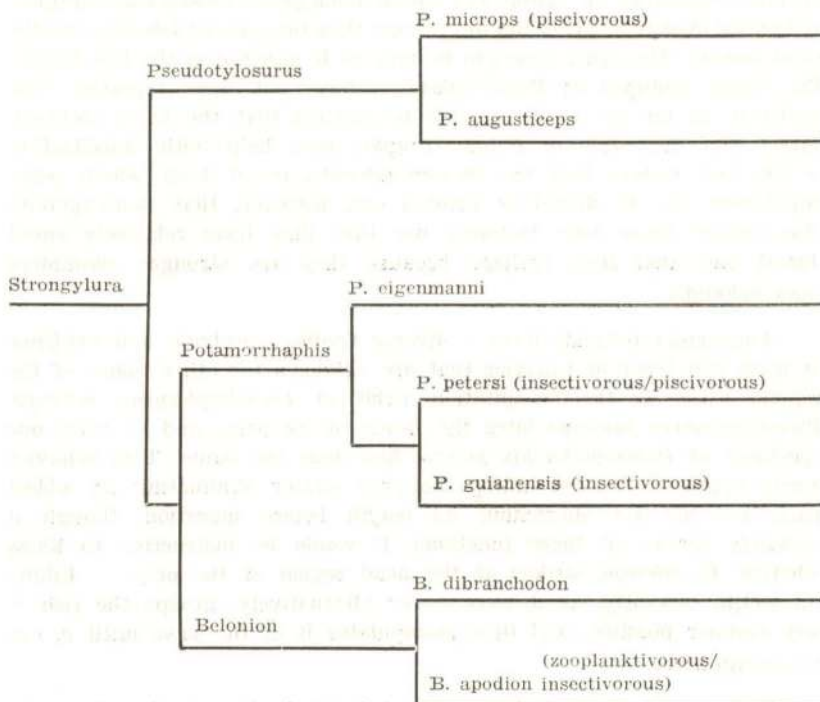 P. microps (piscivorous)
Pseudotylosurus
P. augusticeps
Strongylura
P. eigenmanni
Potamorrhaphis
P. petersi (insectivorous/piscivorous)
P. guianensis (insectivorous)
B. dibranchodon
Belonion
(zooplanktivorous/
B. apodion insectivorous)